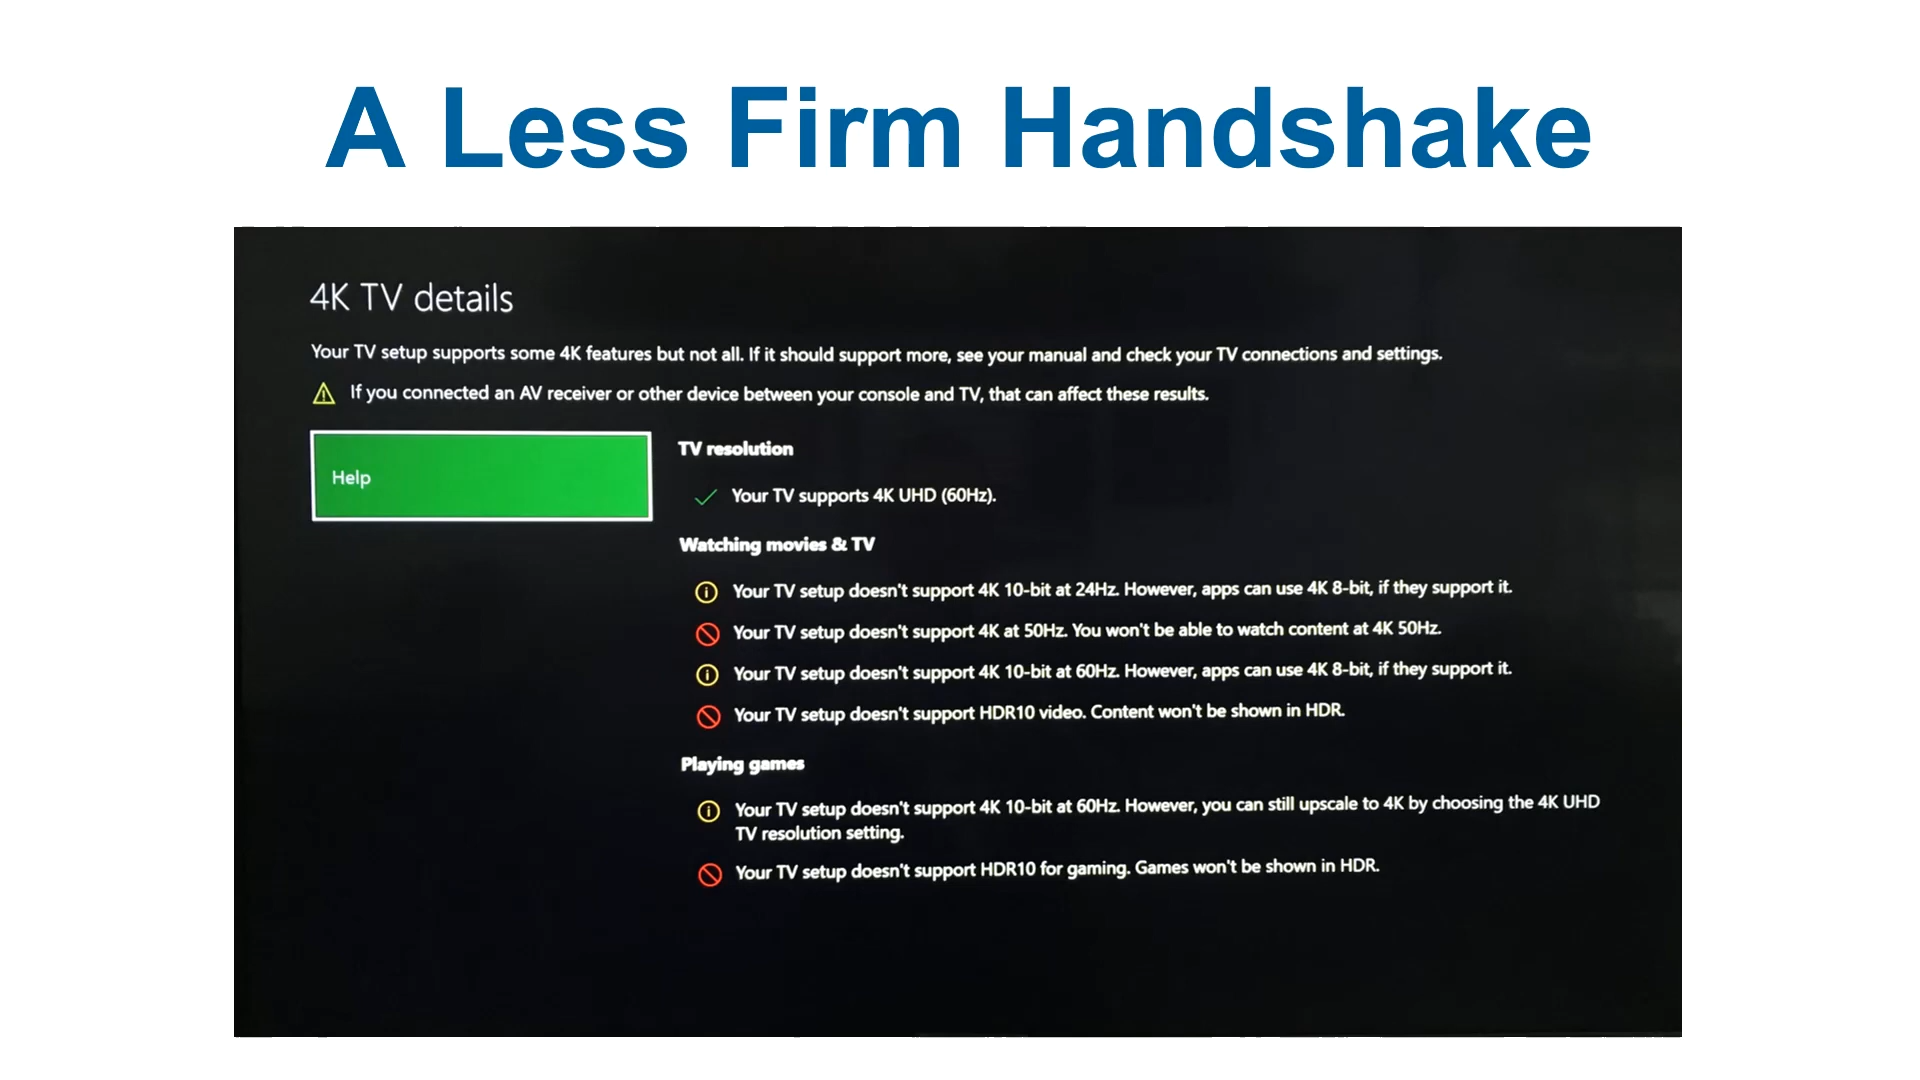 A Less Firm Handshake
4K TV details
Your TV setup supports some 4K features but not all. If it should support more, see your manual and check your TV connections and settings.
If you connected an AV receiver or other device between your console and TV, that can affect these results.
Help
TV resolution
Your TV supports 4K UHD (60Hz).
Watching movies & TV
Your TV setup doesn't support 4K 10-bit at 24Hz. However, apps can use 4K 8-bit, if they support it.
Your TV setup doesn't support 4K at 50Hz. You won't be able to watch content at 4K 50Hz.
Your TV setup doesn't support 4K 10-bit at 60Hz. However, apps can use 4K 8-bit, if they support it.
Your TV setup doesn't support HDR10 video. Content won't be shown in HDR.
Playing games
Your TV setup doesn't support 4K 10-bit at 60Hz. However, you can still upscale to 4K by choosing the 4K UHD
TV resolution setting.
Your TV setup doesn't support HDR10 for gaming. Games won't be shown in HDR.